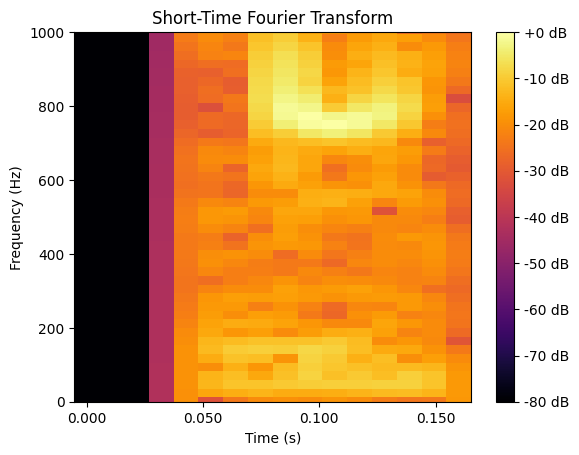 Short-Time Fourier Transform
1000
800
600
400
200
0
Frequency (Hz)
0.000
0.050
0.100
0.150
Time (s)
+0 dB
-10 dB
-20 dB
-30 dB
-40 dB
-50 dB
-60 dB
-70 dB
-80 dB